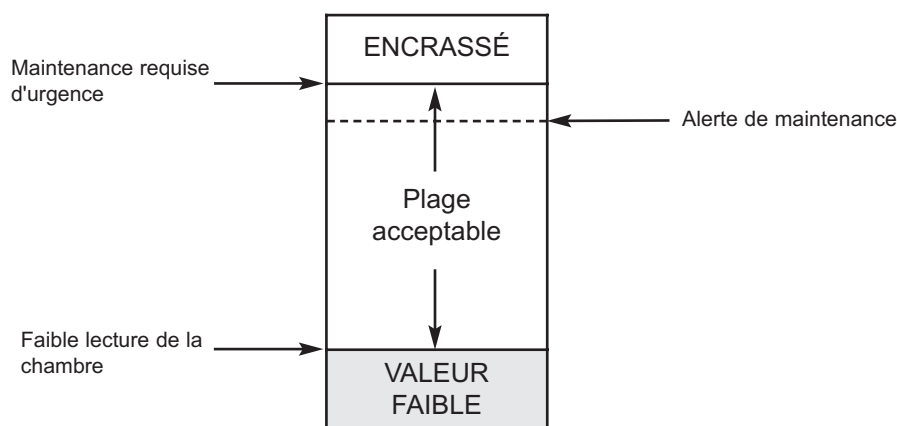 ENCRASSÉ
Maintenance requise
d'urgence
Alerte de maintenance
Plage
acceptable
Faible lecture de la
chambre
VALEUR
FAIBLE